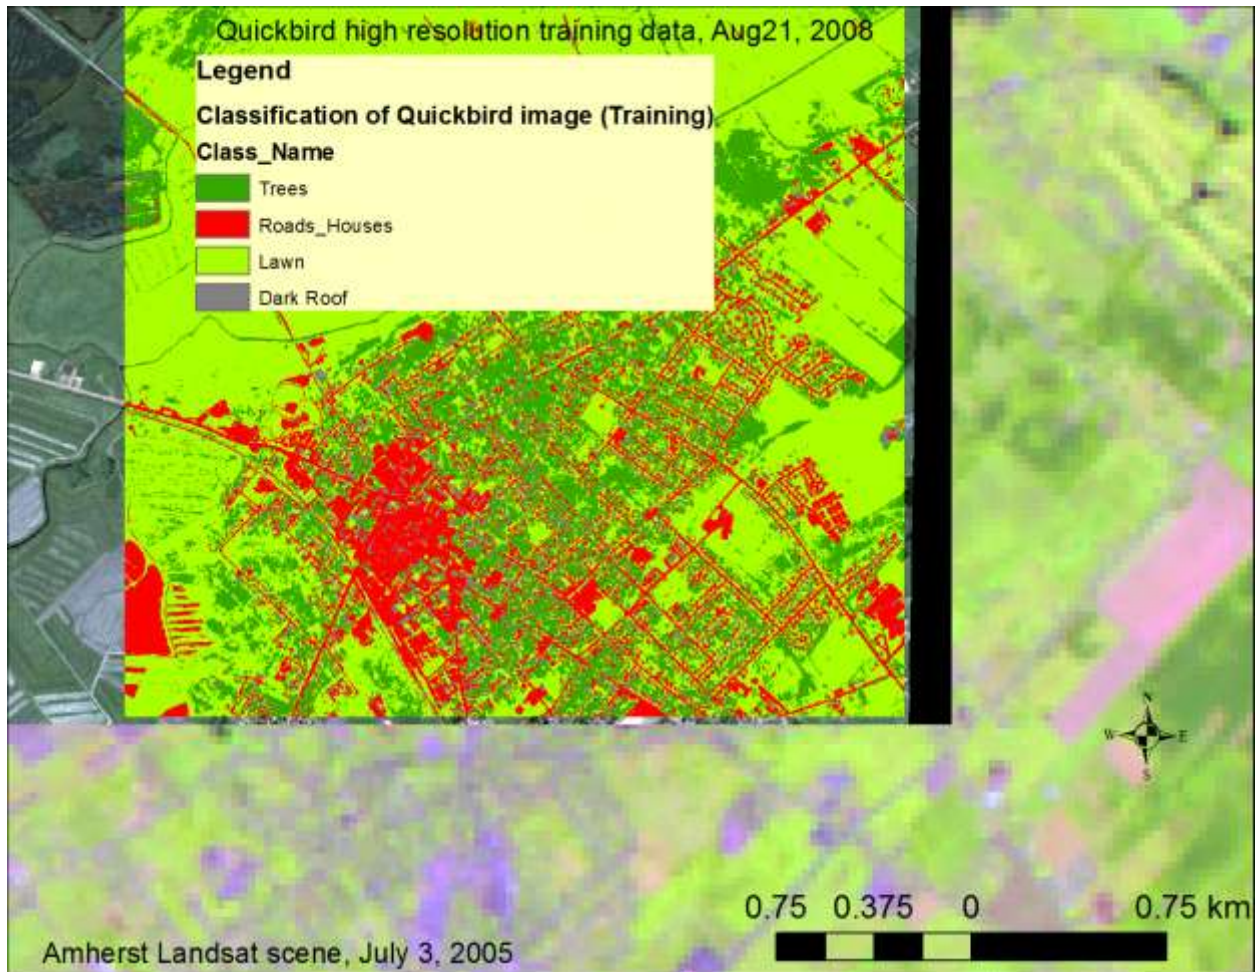 Quickbird high resolution training data, Aug21, 2008
Legend
Classification of Quickbird image (Training)
Class_Name
Trees
Roads_Houses
Lawn
Dark Roof
N
W E
S
0.75 0.375 0 0.75 km
Amherst Landsat scene, July 3, 2005